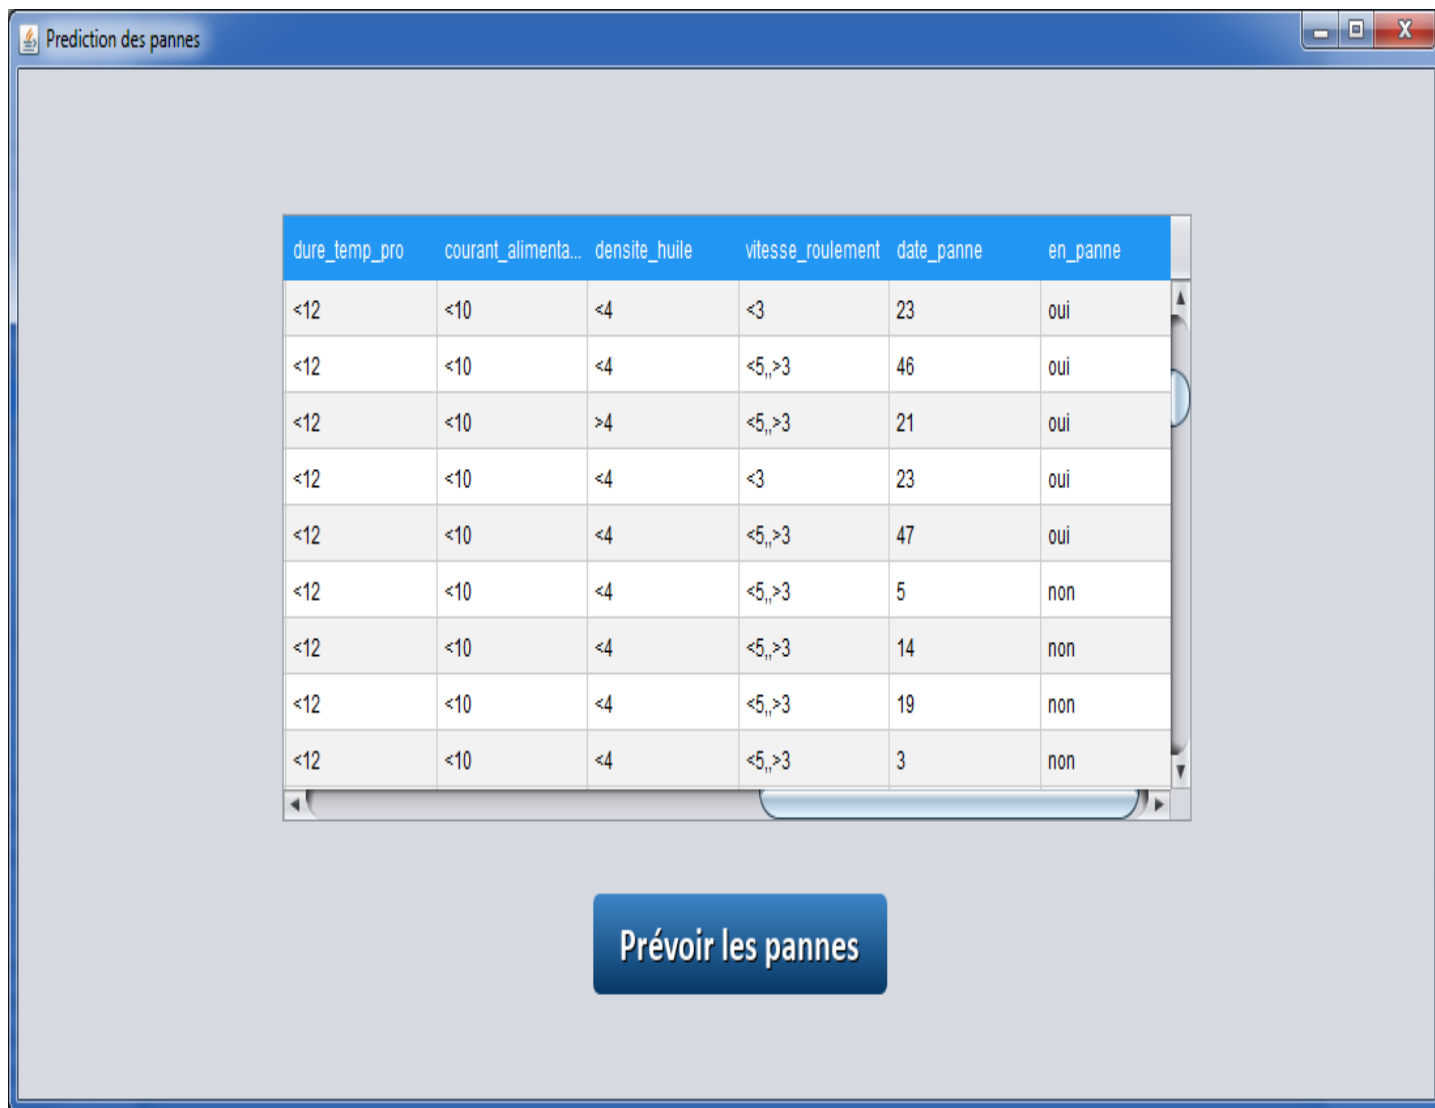 Prediction des pannes
dure_temp_pro courant_alimenta... densite_huile vitesse_roulement date_panne en_panne
<12 <10 <4 <3 23 oui
<12 <10 <4 <5,,>3 46 oui
<12 <10 >4 <5,,>3 21 oui
<12 <10 <4 <3 23 oui
<12 <10 <4 <5,,>3 47 oui
<12 <10 <4 <5,,>3 5 non
<12 <10 <4 <5,,>3 14 non
<12 <10 <4 <5,,>3 19 non
<12 <10 <4 <5,,>3 3 non
Prévoir les pannes